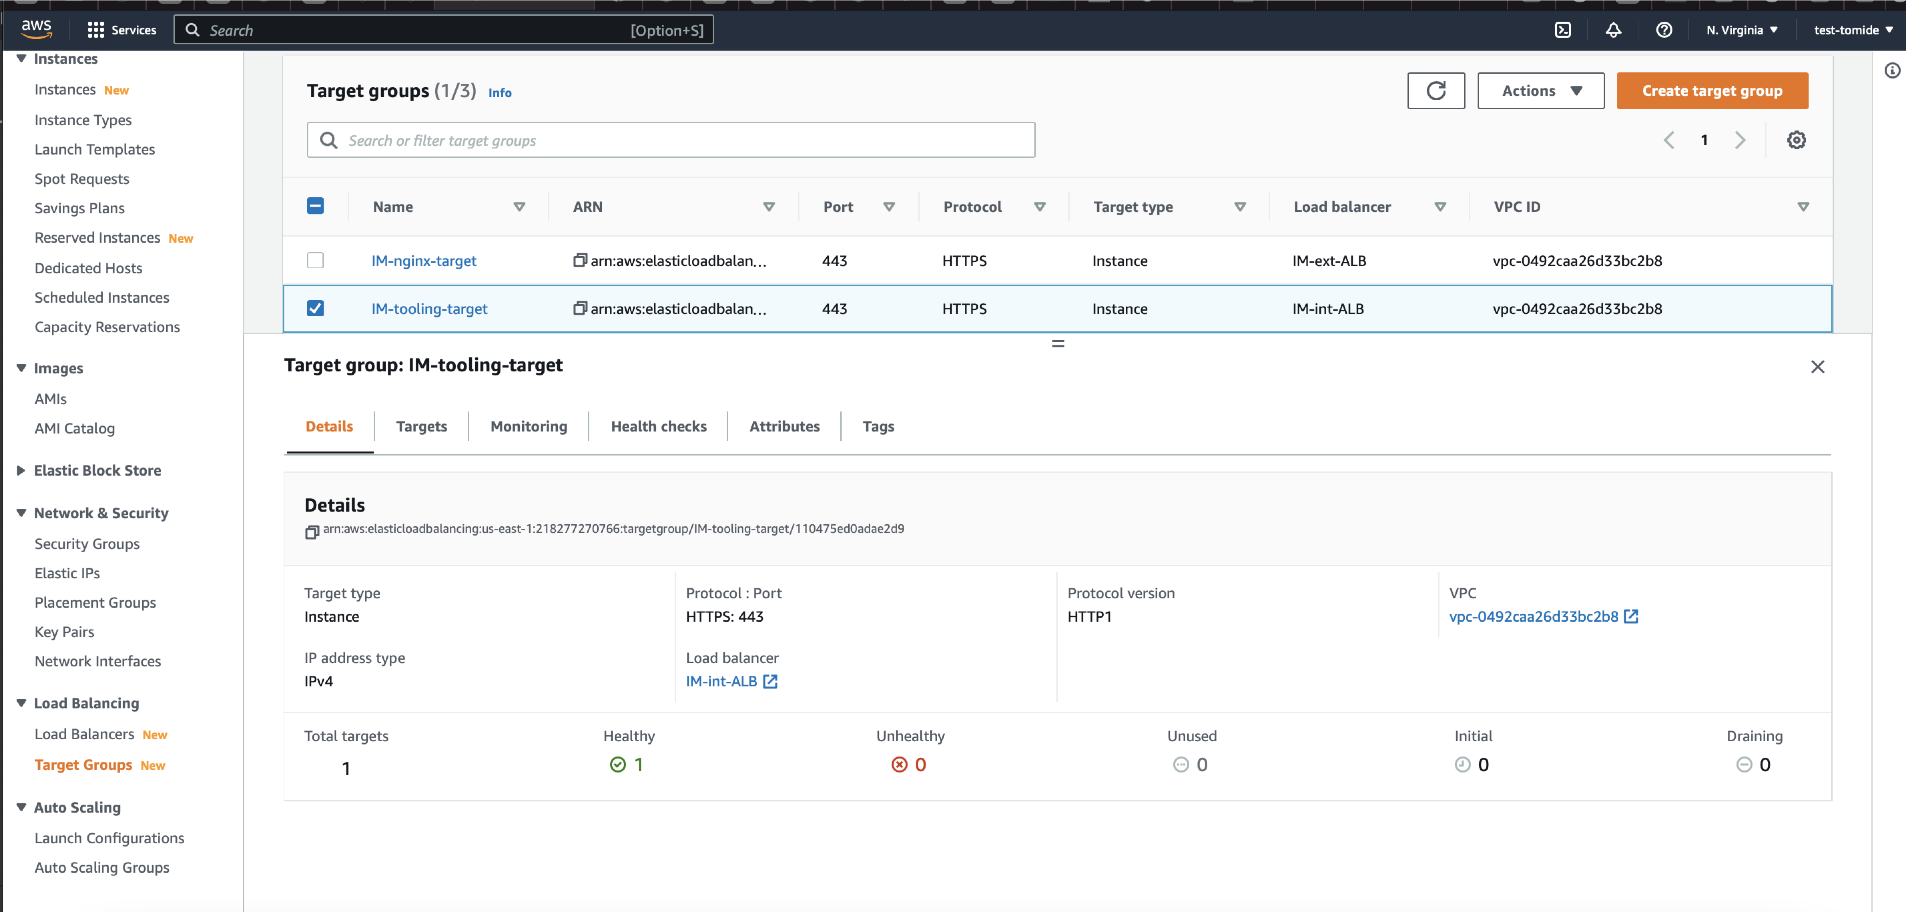 aws Services Search [Option+S] N. Virginia test-tomide
Instances
Instances New
Instance Types
Launch Templates
Spot Requests
Savings Plans
Reserved Instances New
Dedicated Hosts
Scheduled Instances
Capacity Reservations
Images
AMIs
AMI Catalog
Elastic Block Store
Network & Security
Security Groups
Elastic IPs
Placement Groups
Key Pairs
Network Interfaces
Load Balancing
Load Balancers New
Target Groups New
Auto Scaling
Launch Configurations
Auto Scaling Groups
Target groups (1/3) Info Actions Create target group
Search or filter target groups 1
Name ARN Port Protocol Target type Load balancer VPC ID
IM-nginx-target arn:aws:elasticloadbalan... 443 HTTPS Instance IM-ext-ALB vpc-0492caa26d33bc2b8
IM-tooling-target arn:aws:elasticloadbalan... 443 HTTPS Instance IM-int-ALB vpc-0492caa26d33bc2b8
Target group: IM-tooling-target
Details Targets Monitoring Health checks Attributes Tags
Details
arn:aws:elasticloadbalancing:us-east-1:218277270766:targetgroup/IM-tooling-target/110475ed0adae2d9
Target type Protocol : Port Protocol version VPC
Instance HTTPS: 443 HTTP1 vpc-0492caa26d33bc2b8
IP address type Load balancer
IPv4 IM-int-ALB
Total targets Healthy Unhealthy Unused Initial Draining
1 1 0 0 0 0